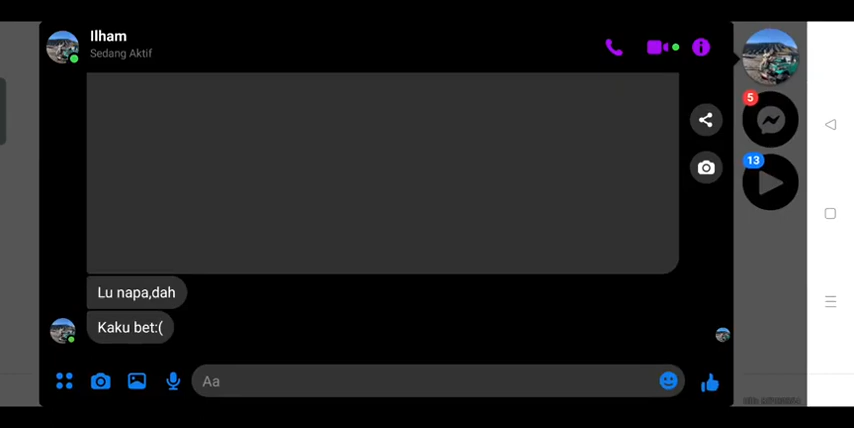 Ilham
Sedang Aktif
5
13
Lu napa,dah
Kaku bet:(
Aa